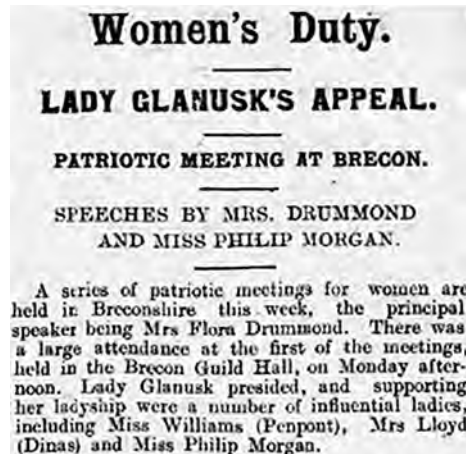 Women's Duty.
LADY GLANUSK'S APPEAL.
PATRIOTIC MEETING AT BRECON.
SPEECHES BY MRS. DRUMMOND
AND MISS PHILIP MORGAN.
A series of patriotic meetings for women are
held in Breconshire this week, the principal
speaker being Mrs Flora Drummond. There was
a large attendance at the first of the meetings,
held in the Brecon Guild Hall, on Monday after-
noon. Lady Glanusk presided, and supporting
her ladyship were a number of influential ladies,
including Miss Williams (Penpont), Mrs Lloyd
(Dinas) and Miss Philip Morgan.